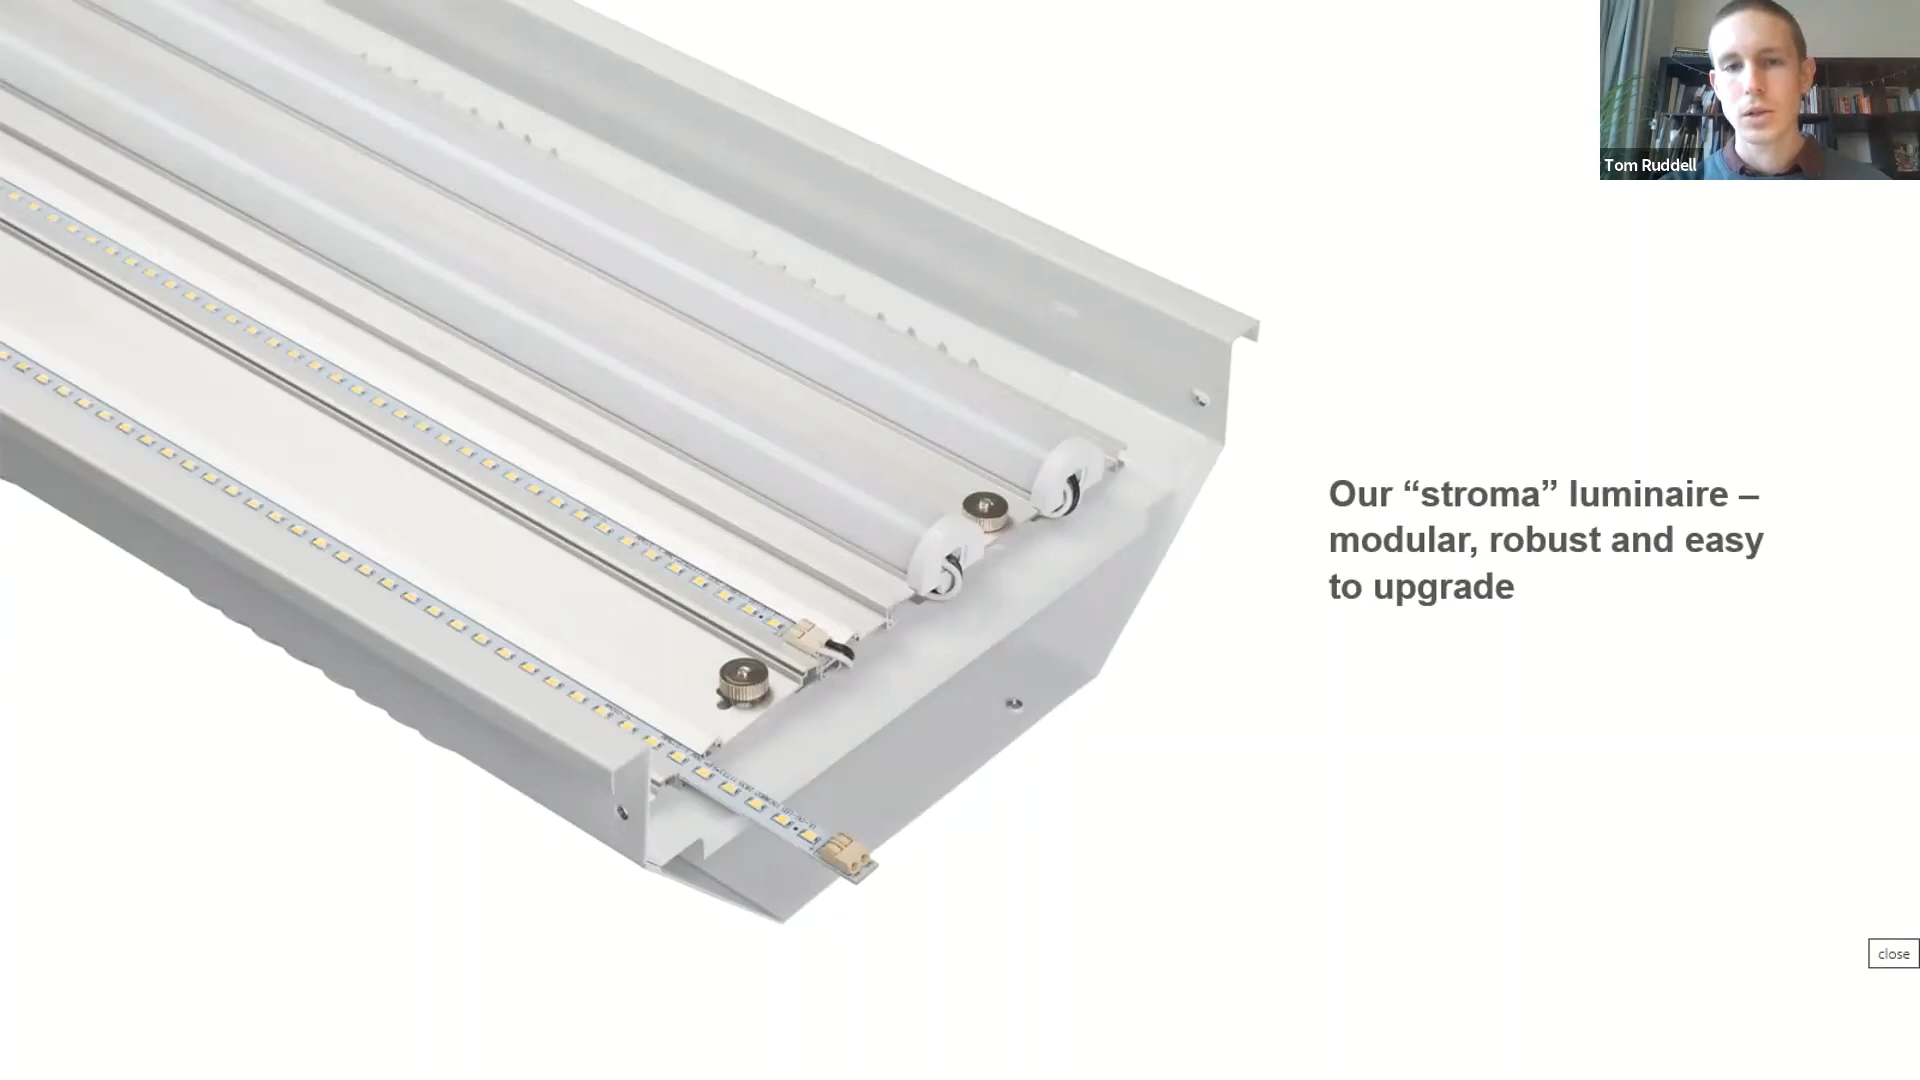 Tom Ruddell
Our “stroma” luminaire –
modular, robust and easy
to upgrade
close